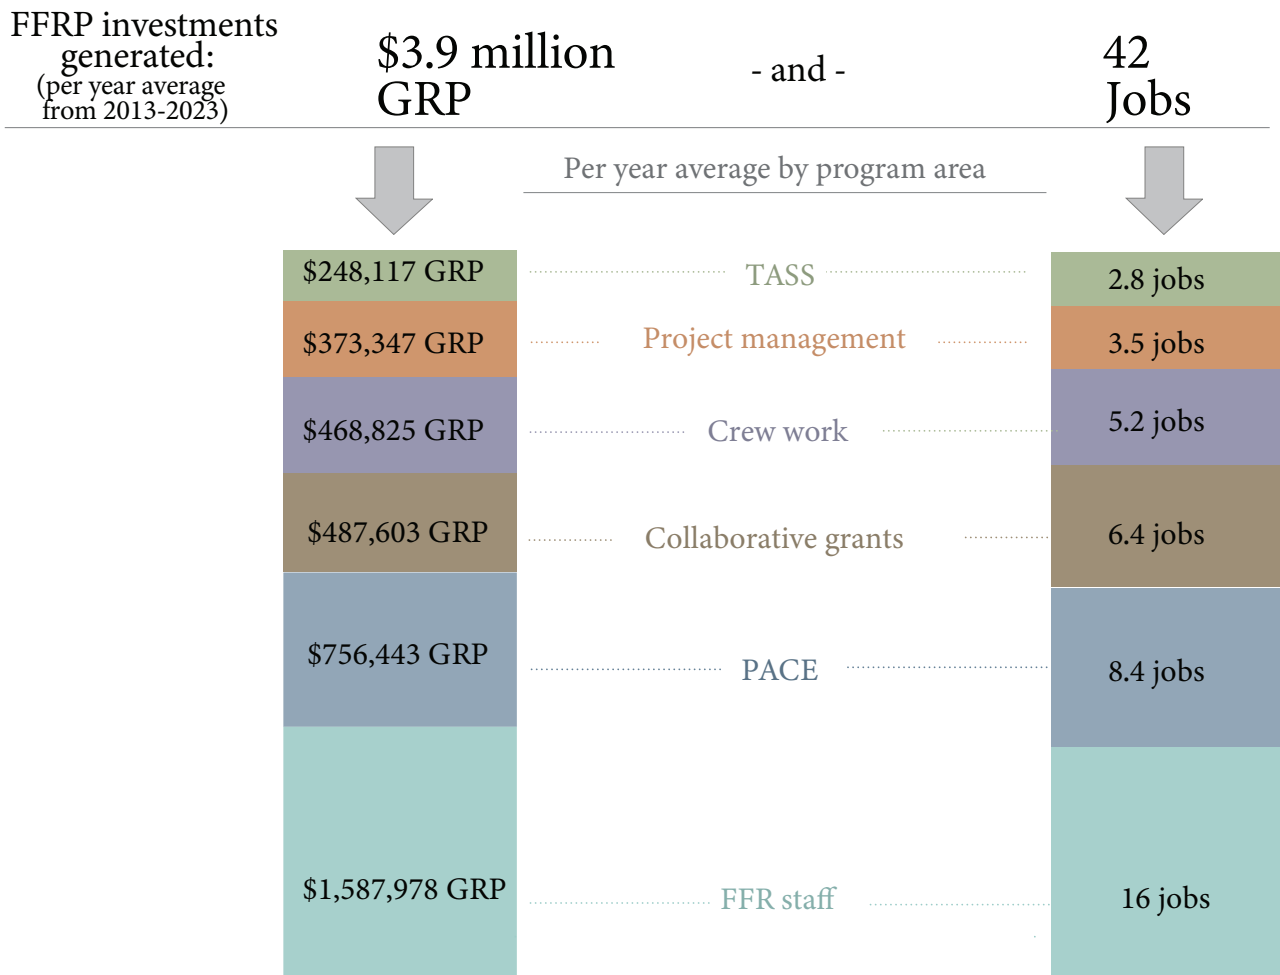 FFRP investments
generated:
(per year average
from 2013-2023)
$3.9 million
GRP
- and -
42
Jobs
Per year average by program area
$248,117 GRP
TASS
2.8 jobs
$373,347 GRP
Project management
3.5 jobs
$468,825 GRP
Crew work
5.2 jobs
$487,603 GRP
Collaborative grants
6.4 jobs
$756,443 GRP
PACE
8.4 jobs
$1,587,978 GRP
FFR staff
16 jobs